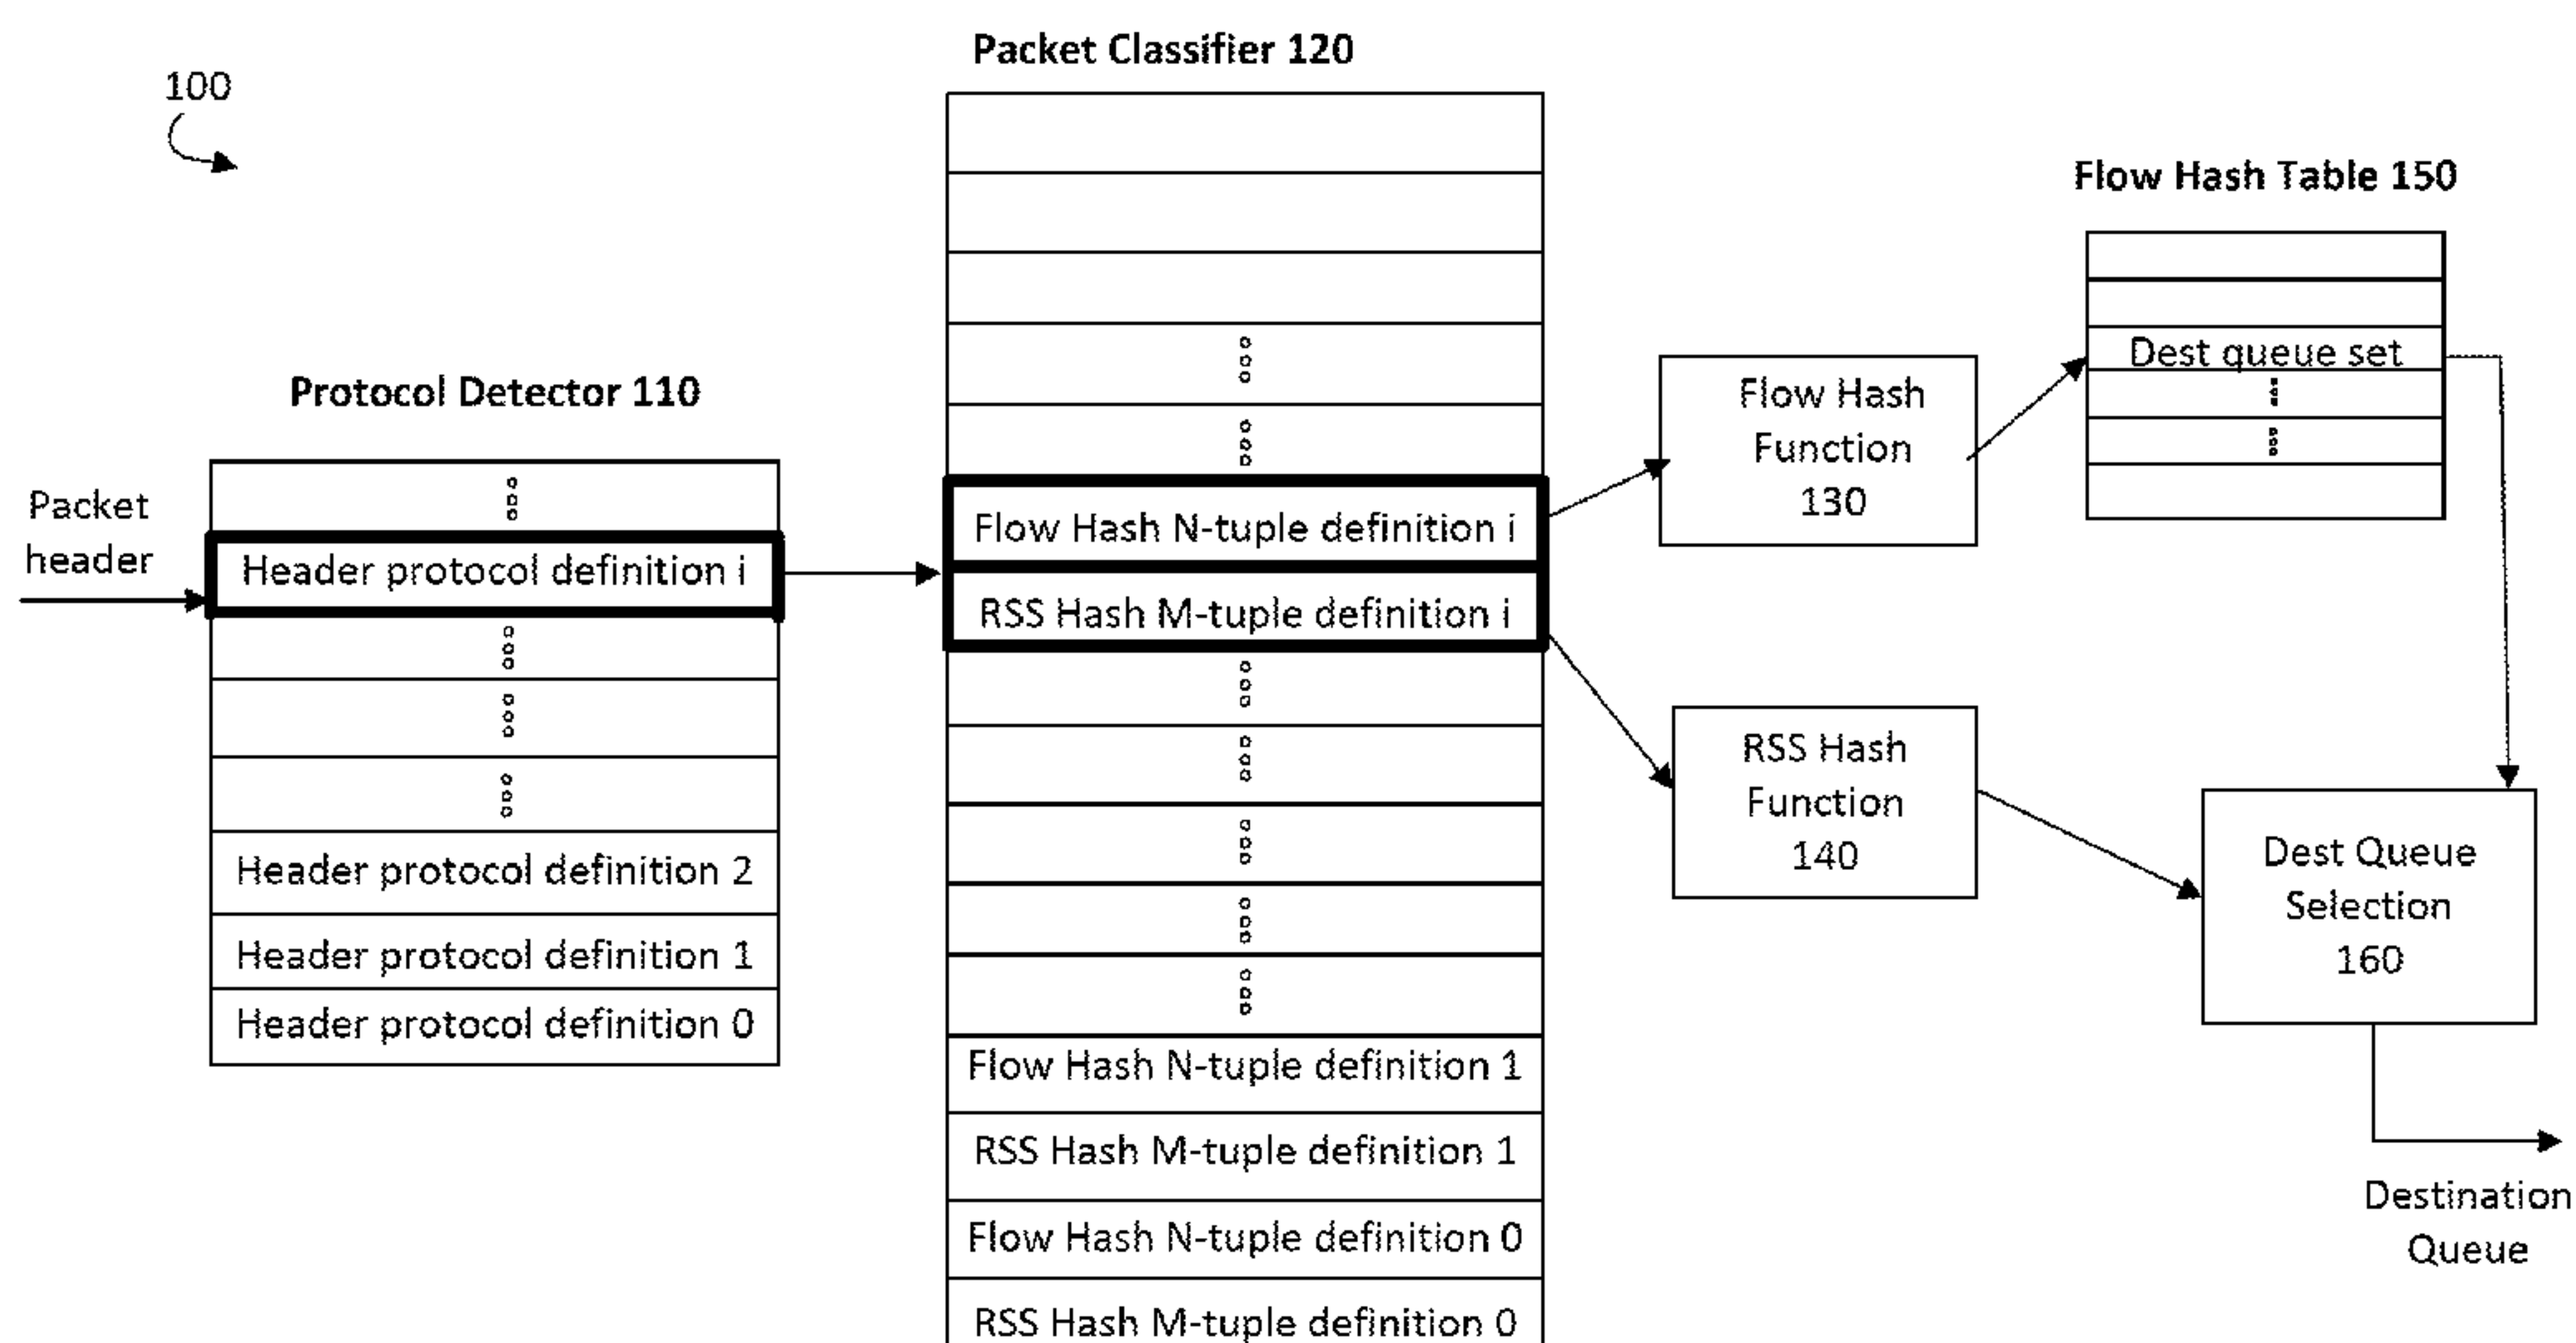 100
Packet Classifier 120
Flow Hash Table 150
Protocol Detector 110
Packet
header
Header protocol definition i
Header protocol definition 2
Header protocol definition 1
Header protocol definition 0
Flow Hash N-tuple definition i
RSS Hash M-tuple definition i
Flow Hash N-tuple definition 1
RSS Hash M-tuple definition 1
Flow Hash N-tuple definition 0
RSS Hash M-tuple definition 0
Flow Hash
Function
130
RSS Hash
Function
140
Dest queue set
Dest Queue
Selection
160
Destination
Queue